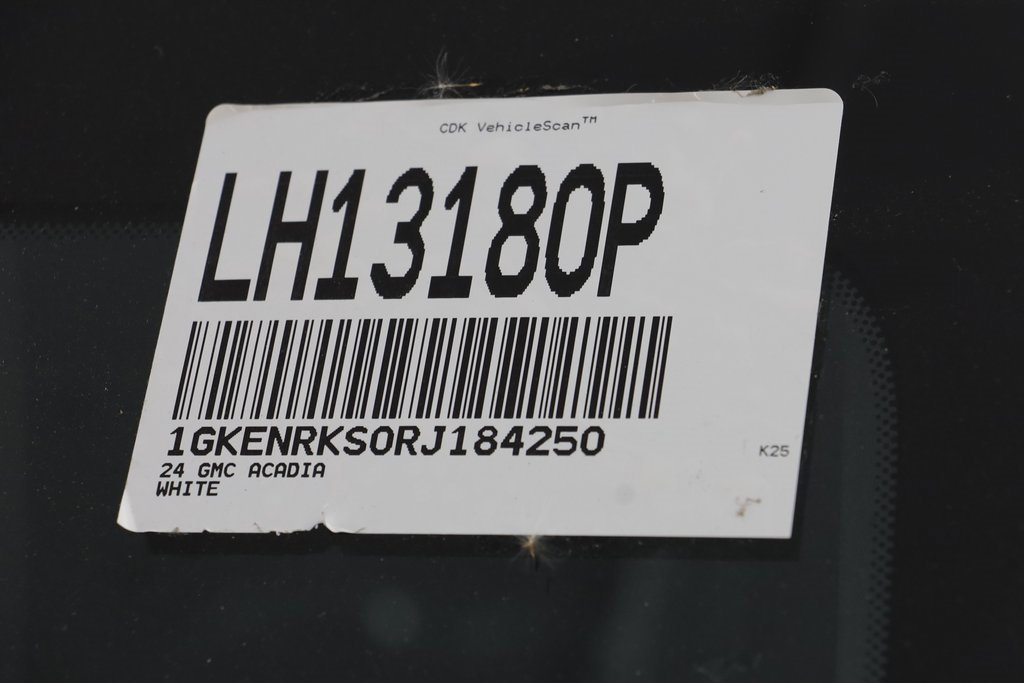 CDK VehicleScan™
LH13180P
1GKENRKS0RJ184250
K25
24 GMC ACADIA
WHITE